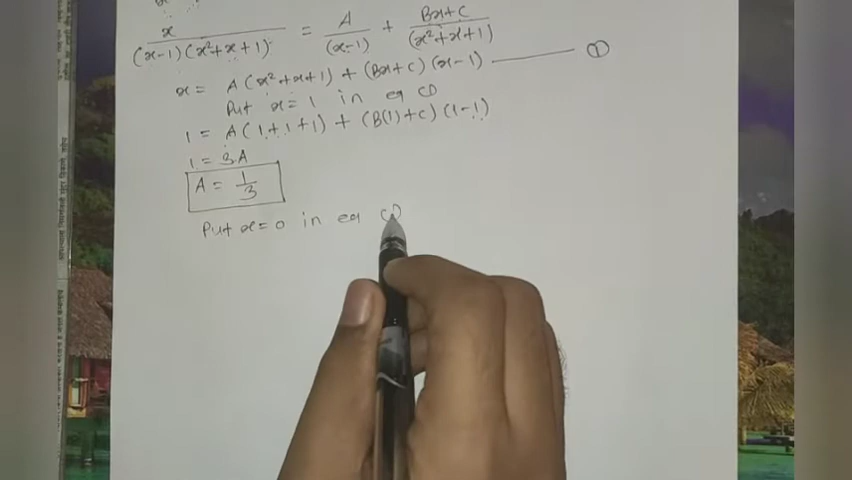 x / (x-1)(x²+x+1) = A / (x-1) + Bx+C / (x²+x+1)
x = A(x²+x+1) + (Bx+C)(x-1) ——— ①
Put x=1 in eq ①
1 = A(1+1+1) + (B(1)+C)(1-1)
1 = 3A
A = 1/3
Put x=0 in eq ①